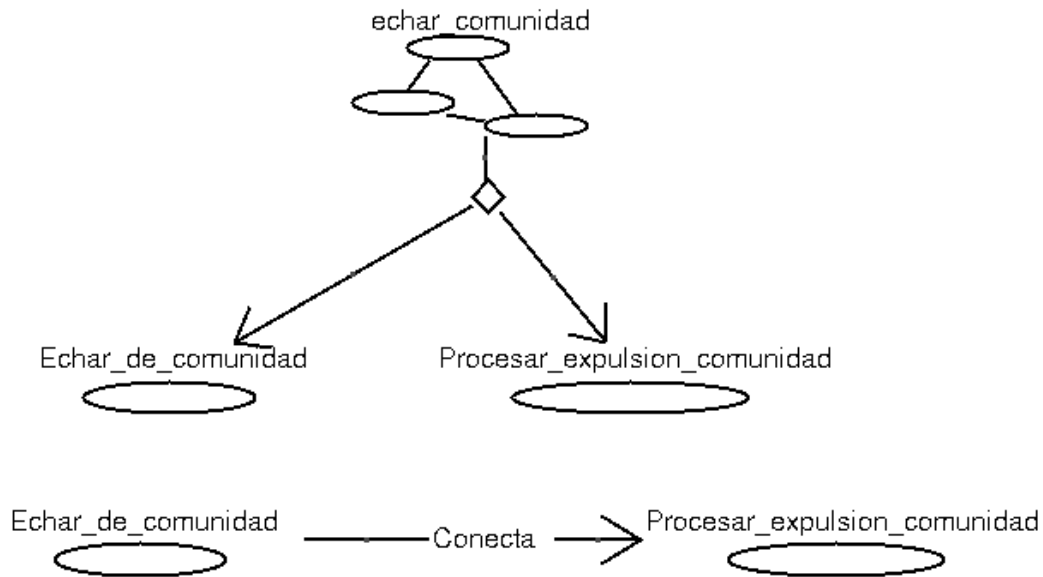 echar_comunidad
Echar_de_comunidad Procesar_expulsion_comunidad
Echar_de_comunidad Conecta Procesar_expulsion_comunidad